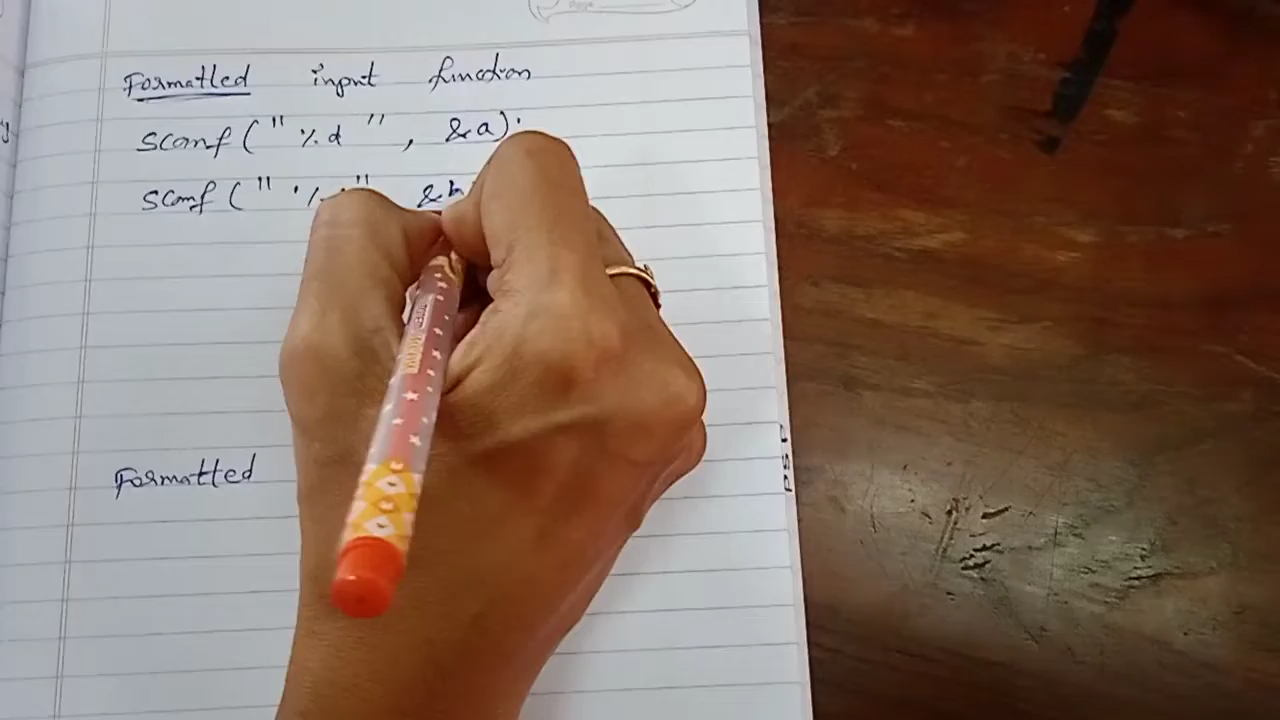 Formatted input function
scanf ( " %d " , &a);
scanf ( " " &b
Formatted